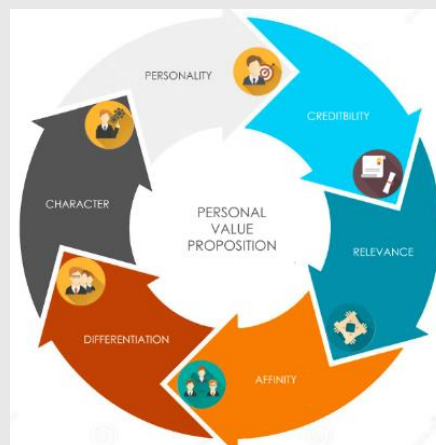 PERSONALITY
CREDITBILITY
RELEVANCE
AFFINITY
DIFFERENTIATION
CHARACTER
PERSONAL
VALUE
PROPOSITION